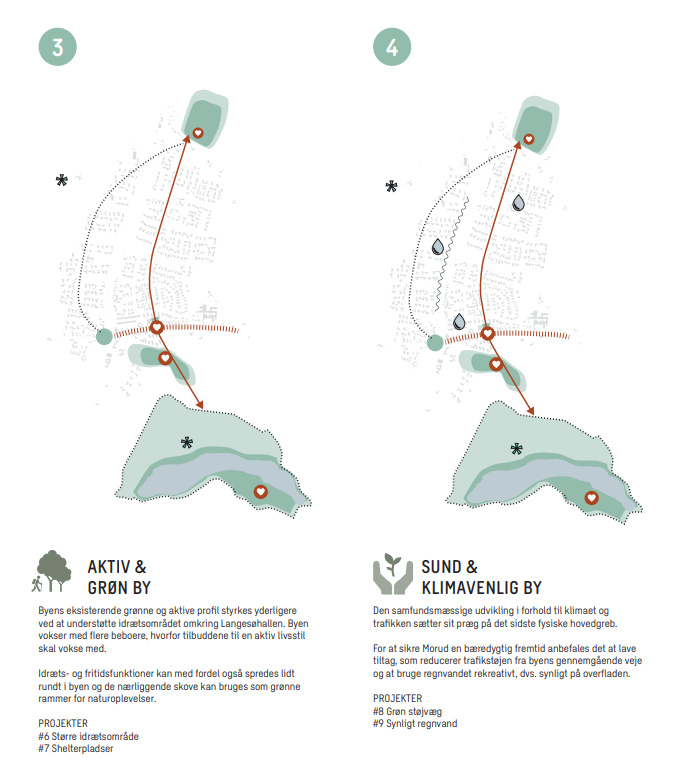 3
AKTIV &
GRØN BY
Byens eksisterende grønne og aktive profil styrkes yderligere
ved at understøtte idrætsområdet omkring Langesøhallen. Byen
vokser med flere beboere, hvorfor tilbuddene til en aktiv livsstil
skal vokse med.
Idræts- og fritidsfunktioner kan med fordel også spredes lidt
rundt i byen og de nærliggende skove kan bruges som grønne
rammer for naturoplevelser.
PROJEKTER
#6 Større idrætsområde
#7 Shelterpladser
4
SUND &
KLIMAVENLIG BY
Den samfundsmæssige udvikling i forhold til klimaet og
trafikken sætter sit præg på det sidste fysiske hovedgreb.
For at sikre Morud en bæredygtig fremtid anbefales det at lave
tiltag, som reducerer trafikstøjen fra byens gennemgående veje
og at bruge regnvandet rekreativt, dvs. synligt på overfladen.
PROJEKTER
#8 Grøn støjvæg
#9 Synligt regnvand